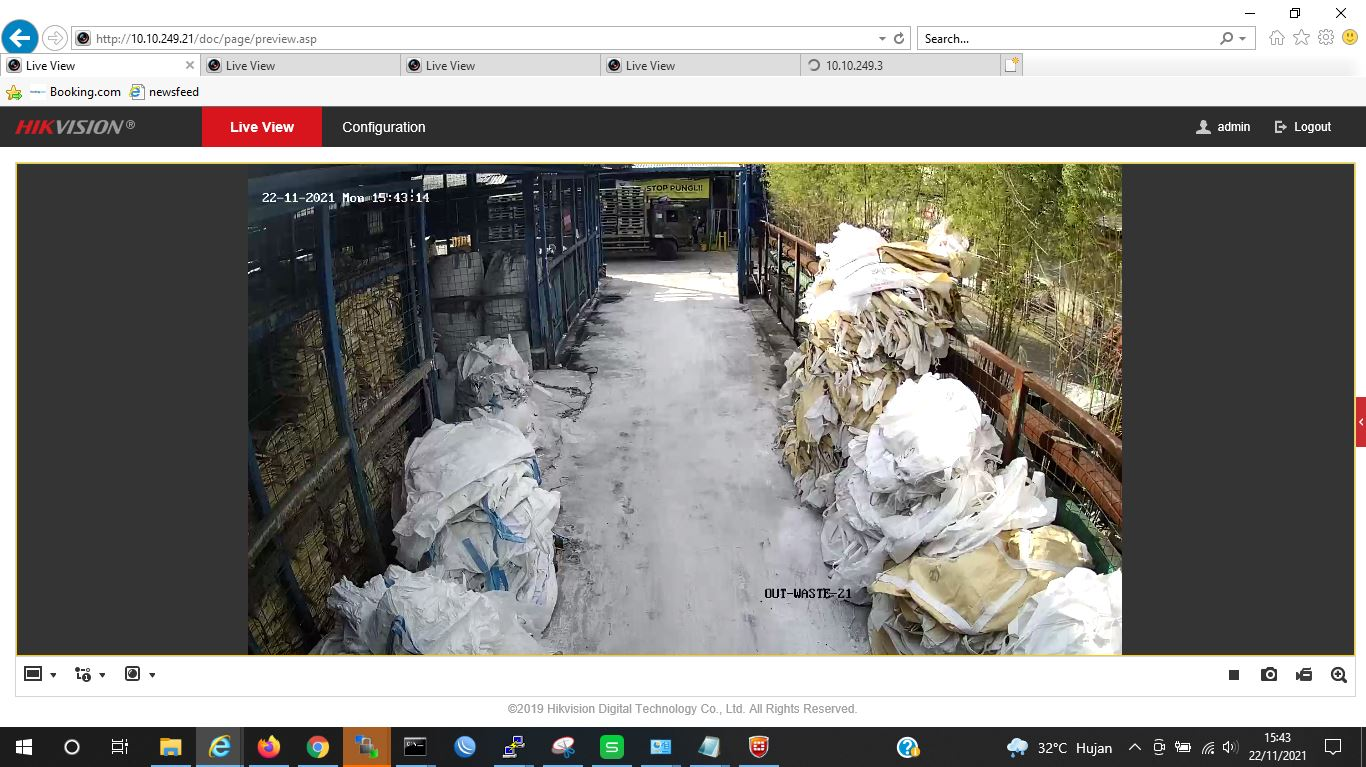 http://10.10.249.21/doc/page/preview.asp
Search...
Live View
Live View
Live View
Live View
10.10.249.3
Booking.com
newsfeed
HIKVISION®
Live View
Configuration
admin
Logout
22-11-2021 Mon 15:43:14
STOP PUNGLI!
OUT-WASTE-21
©2019 Hikvision Digital Technology Co., Ltd. All Rights Reserved.
32°C Hujan
15:43
22/11/2021